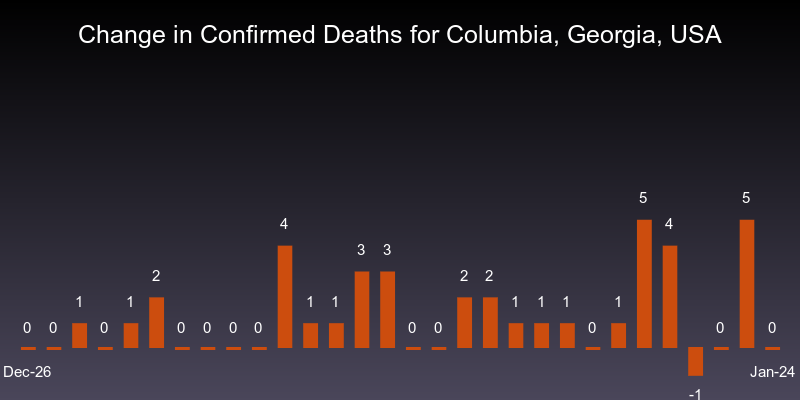 Change in Confirmed Deaths for Columbia, Georgia, USA
5 5
4 4
3 3
2 2 2
1 1 1 1 1 1 1 1
0 0 0 0 0 0 0 0 0 0 0 0
Dec-26 Jan-24
-1